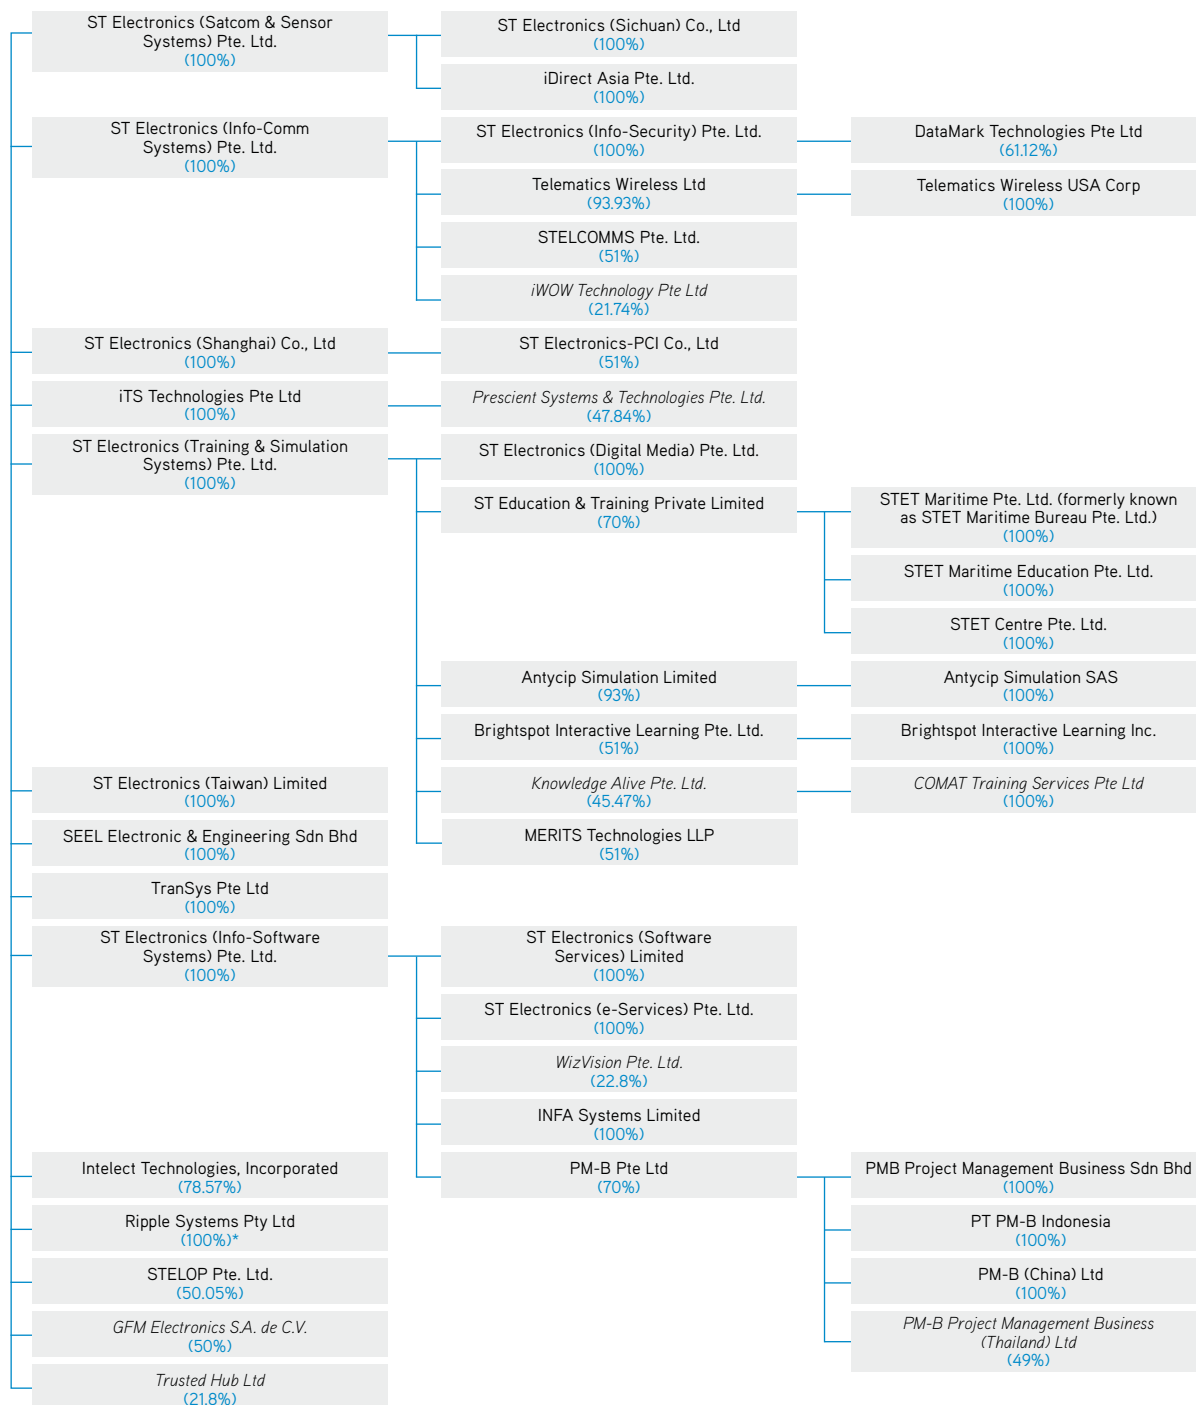 ST Electronics (Satcom & Sensor
Systems) Pte. Ltd.
(100%)
ST Electronics (Sichuan) Co., Ltd
(100%)
iDirect Asia Pte. Ltd.
(100%)
ST Electronics (Info-Comm
Systems) Pte. Ltd.
(100%)
ST Electronics (Info-Security) Pte. Ltd.
(100%)
DataMark Technologies Pte Ltd
(61.12%)
Telematics Wireless Ltd
(93.93%)
Telematics Wireless USA Corp
(100%)
STELCOMMS Pte. Ltd.
(51%)
iWOW Technology Pte Ltd
(21.74%)
ST Electronics (Shanghai) Co., Ltd
(100%)
ST Electronics-PCI Co., Ltd
(51%)
iTS Technologies Pte Ltd
(100%)
Prescient Systems & Technologies Pte. Ltd.
(47.84%)
ST Electronics (Training & Simulation
Systems) Pte. Ltd.
(100%)
ST Electronics (Digital Media) Pte. Ltd.
(100%)
ST Education & Training Private Limited
(70%)
STET Maritime Pte. Ltd. (formerly known
as STET Maritime Bureau Pte. Ltd.)
(100%)
STET Maritime Education Pte. Ltd.
(100%)
STET Centre Pte. Ltd.
(100%)
Antycip Simulation Limited
(93%)
Antycip Simulation SAS
(100%)
Brightspot Interactive Learning Pte. Ltd.
(51%)
Brightspot Interactive Learning Inc.
(100%)
Knowledge Alive Pte. Ltd.
(45.47%)
COMAT Training Services Pte Ltd
(100%)
MERITS Technologies LLP
(51%)
ST Electronics (Taiwan) Limited
(100%)
SEEL Electronic & Engineering Sdn Bhd
(100%)
TranSys Pte Ltd
(100%)
ST Electronics (Info-Software
Systems) Pte. Ltd.
(100%)
ST Electronics (Software
Services) Limited
(100%)
ST Electronics (e-Services) Pte. Ltd.
(100%)
WizVision Pte. Ltd.
(22.8%)
INFA Systems Limited
(100%)
PM-B Pte Ltd
(70%)
PMB Project Management Business Sdn Bhd
(100%)
PT PM-B Indonesia
(100%)
PM-B (China) Ltd
(100%)
PM-B Project Management Business
(Thailand) Ltd
(49%)
Intelect Technologies, Incorporated
(78.57%)
Ripple Systems Pty Ltd
(100%)*
STELOP Pte. Ltd.
(50.05%)
GFM Electronics S.A. de C.V.
(50%)
Trusted Hub Ltd
(21.8%)